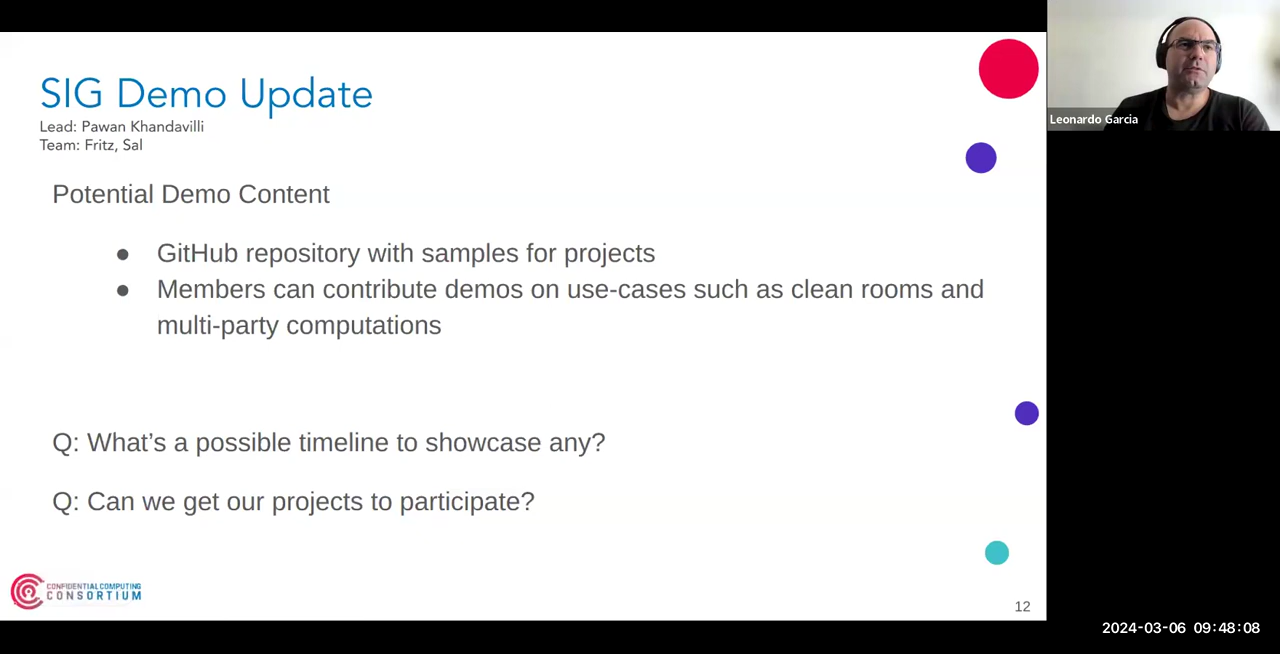 SIG Demo Update
Lead: Pawan Khandavilli
Team: Fritz, Sal
Potential Demo Content
● GitHub repository with samples for projects
● Members can contribute demos on use-cases such as clean rooms and
multi-party computations
Q: What’s a possible timeline to showcase any?
Q: Can we get our projects to participate?
CONFIDENTIAL COMPUTING
CONSORTIUM
12
Leonardo Garcia
2024-03-06 09:48:08